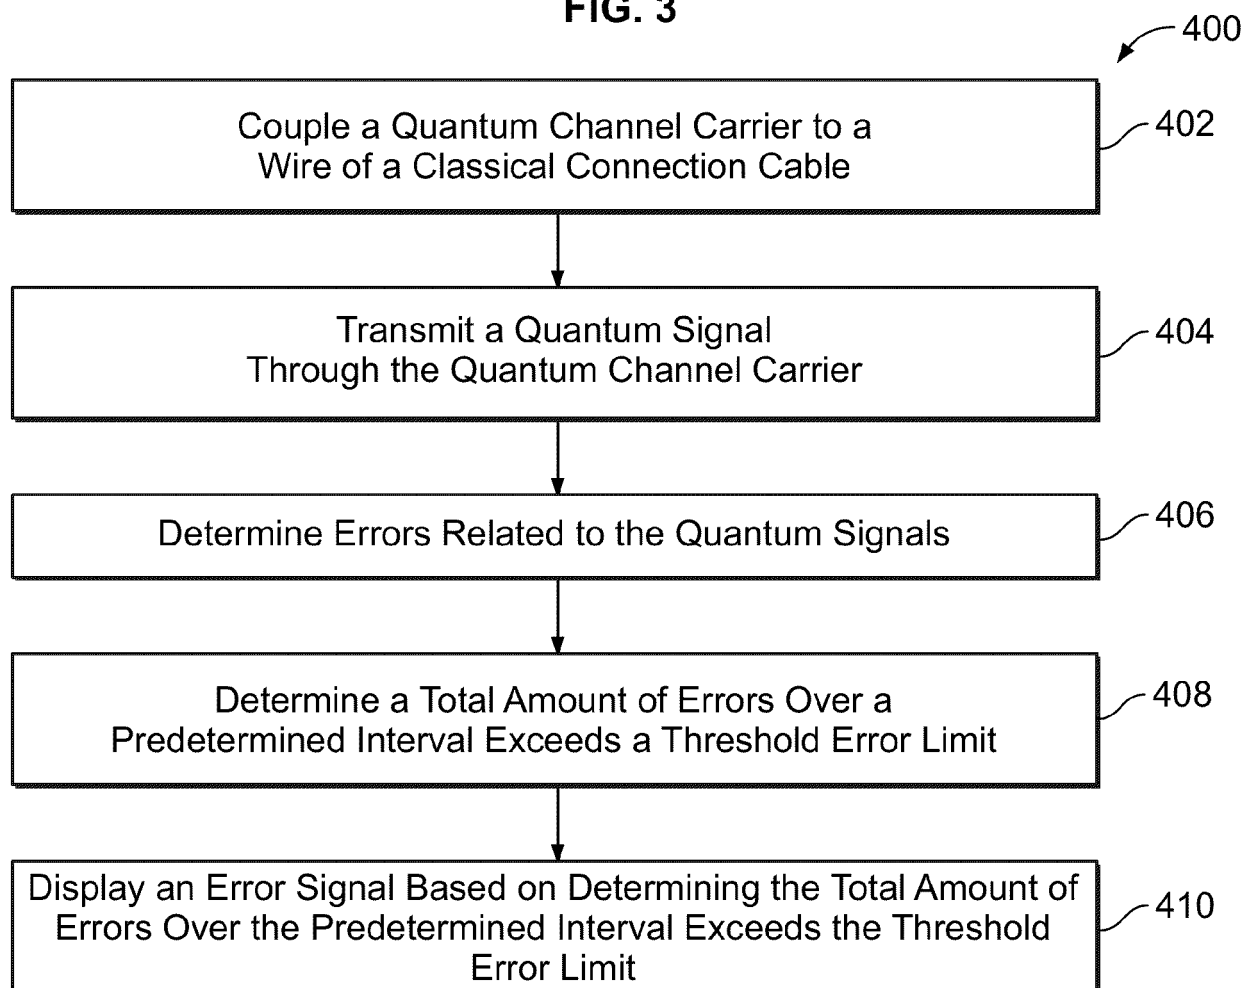 FIG. 3
400
Couple a Quantum Channel Carrier to a
Wire of a Classical Connection Cable
402
Transmit a Quantum Signal
Through the Quantum Channel Carrier
404
Determine Errors Related to the Quantum Signals
406
Determine a Total Amount of Errors Over a
Predetermined Interval Exceeds a Threshold Error Limit
408
Display an Error Signal Based on Determining the Total Amount of
Errors Over the Predetermined Interval Exceeds the Threshold
Error Limit
410